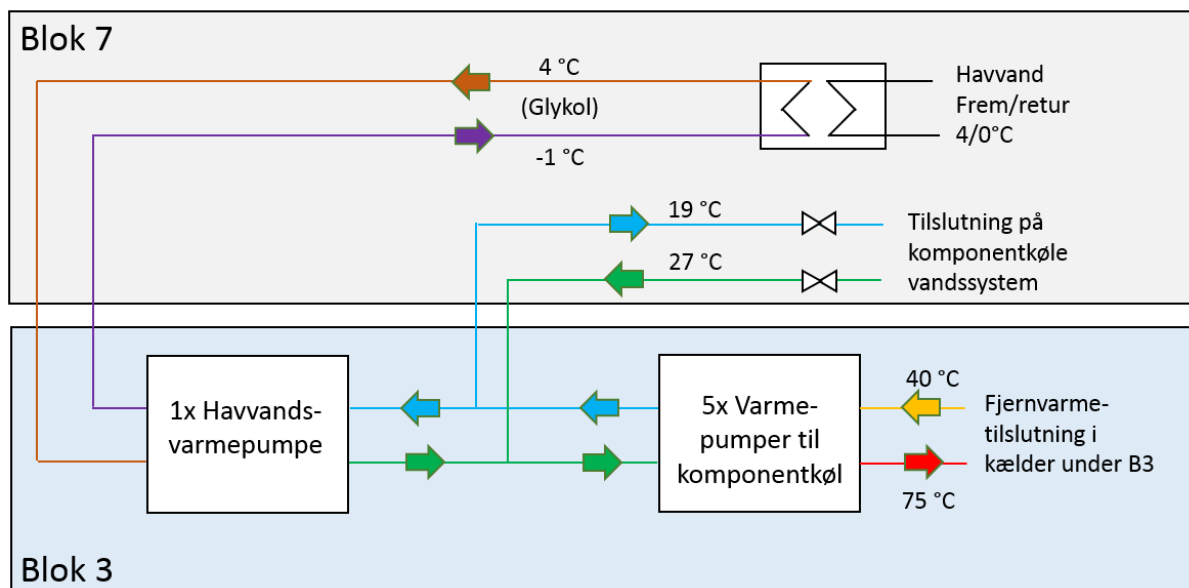 Blok 7
4 °C
(Glykol)
-1 °C
Havvand
Frem/retur
4/0°C
19 °C
27 °C
Tilslutning på
komponentkøle
vandssystem
1x Havvands-
varmepumpe
5x Varme-
pumper til
komponentkøl
40 °C
75 °C
Fjernvarme-
tilslutning i
kælder under B3
Blok 3